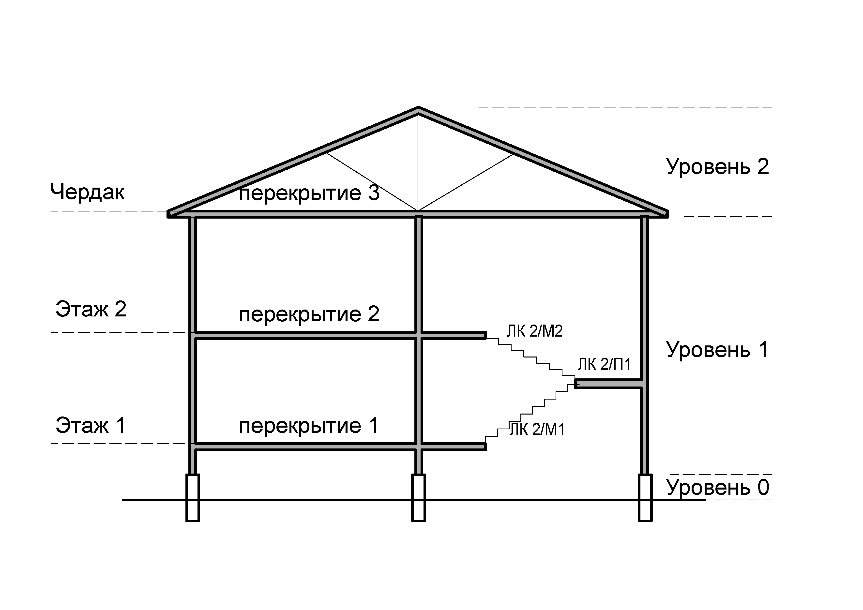 Уровень 2
Чердак
перекрытие 3
Этаж 2
перекрытие 2
ЛК 2/М2
Уровень 1
ЛК 2/П1
Этаж 1
перекрытие 1
ЛК 2/М1
Уровень 0